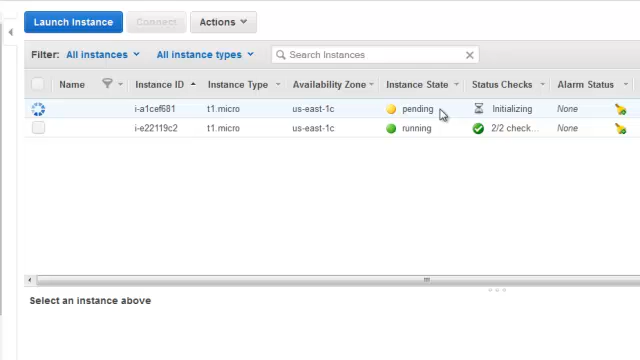 Launch Instance Connect Actions
Filter: All instances All instance types Search Instances
Name Instance ID Instance Type Availability Zone Instance State Status Checks Alarm Status
i-a1cef681 t1.micro us-east-1c pending Initializing None
i-e22119c2 t1.micro us-east-1c running 2/2 check... None
Select an instance above